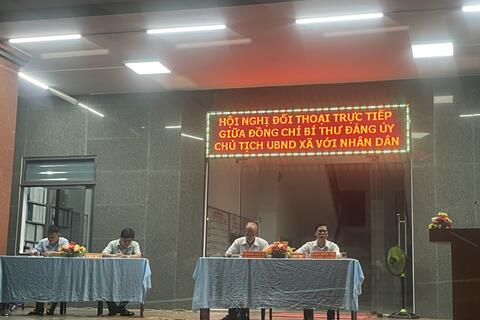 HỘI NGHỊ ĐỐI THOẠI TRỰC TIẾP
GIỮA ĐỒNG CHÍ BÍ THƯ ĐẢNG ỦY
CHỦ TỊCH UBND XÃ VỚI NHÂN DÂN